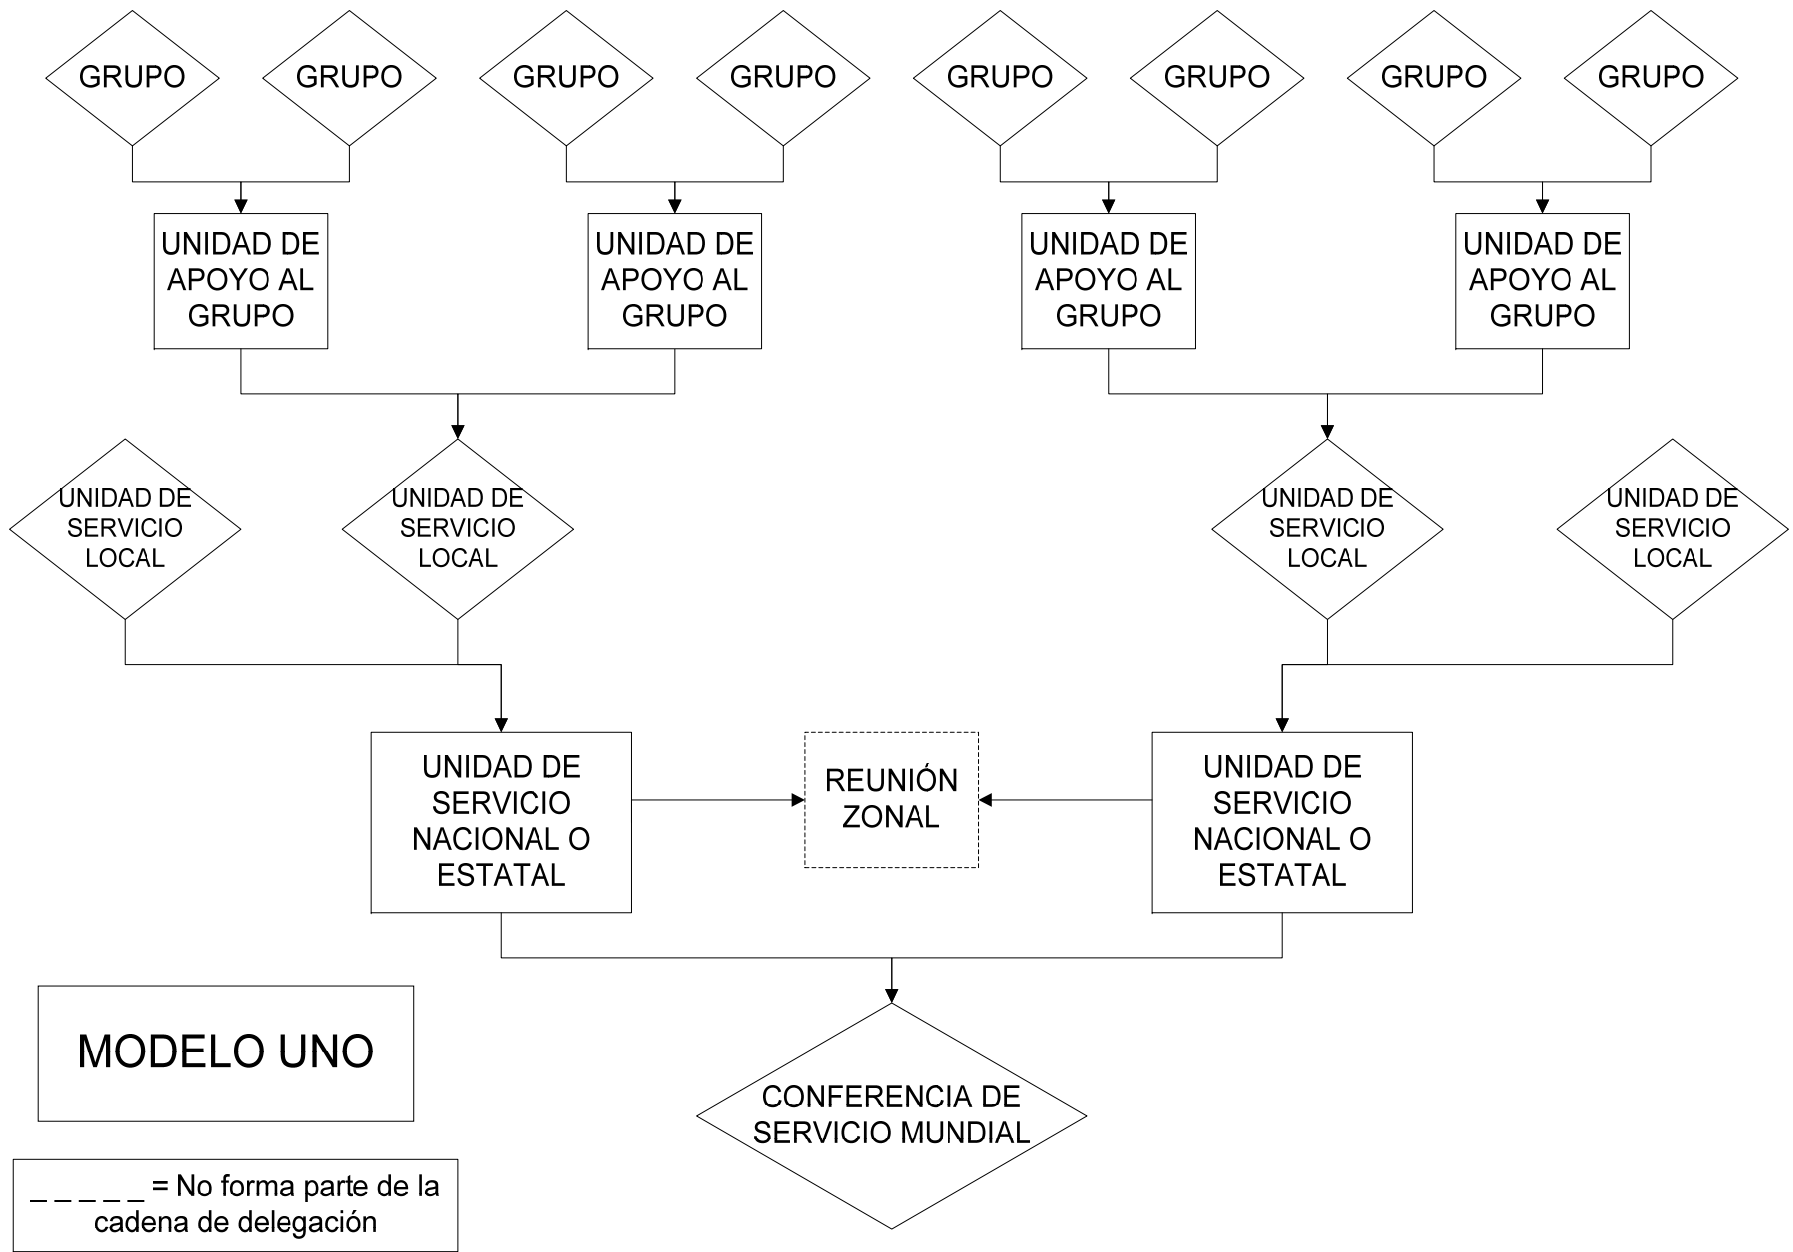 GRUPO
GRUPO
GRUPO
GRUPO
GRUPO
GRUPO
GRUPO
GRUPO
UNIDAD DE
APOYO AL
GRUPO
UNIDAD DE
APOYO AL
GRUPO
UNIDAD DE
APOYO AL
GRUPO
UNIDAD DE
APOYO AL
GRUPO
UNIDAD DE
SERVICIO
LOCAL
UNIDAD DE
SERVICIO
LOCAL
UNIDAD DE
SERVICIO
LOCAL
UNIDAD DE
SERVICIO
LOCAL
UNIDAD DE
SERVICIO
NACIONAL O
ESTATAL
REUNIÓN
ZONAL
UNIDAD DE
SERVICIO
NACIONAL O
ESTATAL
MODELO UNO
CONFERENCIA DE
SERVICIO MUNDIAL
_ _ _ _ _ = No forma parte de la
cadena de delegación